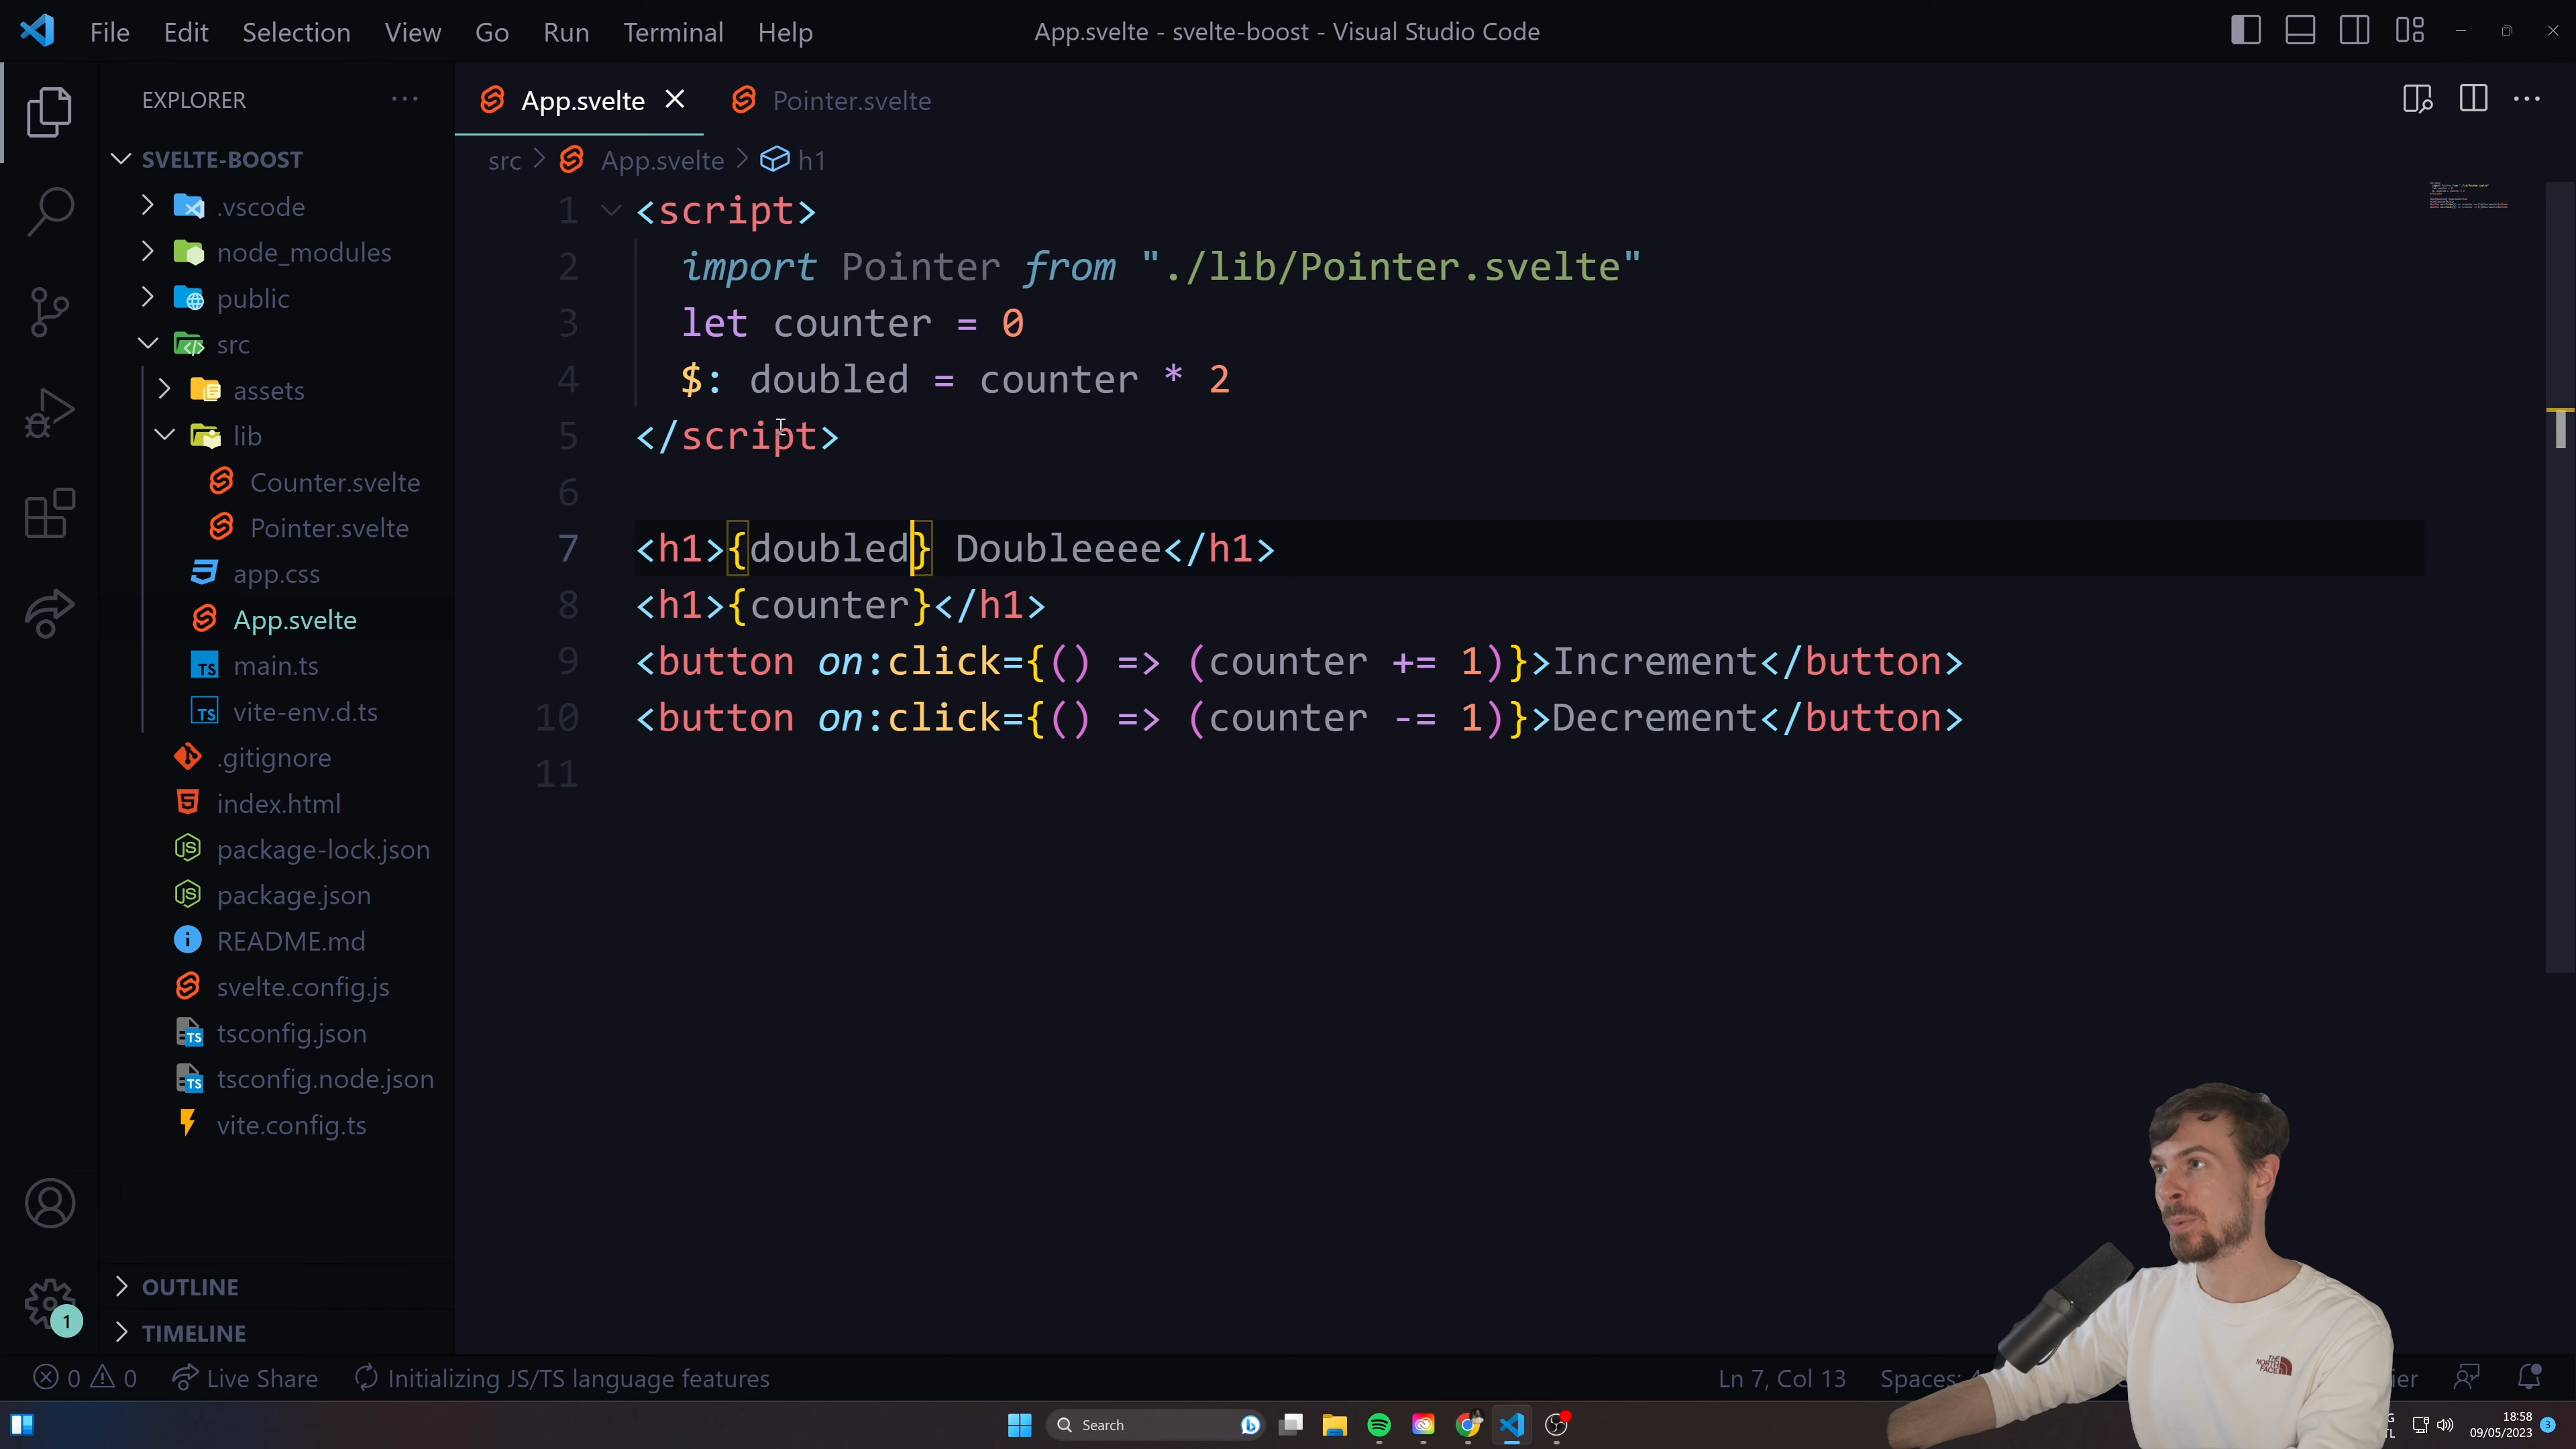 File Edit Selection View Go Run Terminal Help
App.svelte - svelte-boost - Visual Studio Code
EXPLORER
SVELTE-BOOST
.vscode
node_modules
public
src
assets
lib
Counter.svelte
Pointer.svelte
app.css
App.svelte
TS main.ts
TS vite-env.d.ts
.gitignore
index.html
package-lock.json
package.json
README.md
svelte.config.js
tsconfig.json
tsconfig.node.json
vite.config.ts
OUTLINE
TIMELINE
1
App.svelte Pointer.svelte
src > App.svelte > h1
1 <script>
2 import Pointer from "./lib/Pointer.svelte"
3 let counter = 0
4 $: doubled = counter * 2
5 </script>
6
7 <h1>{doubled} Doubleeee</h1>
8 <h1>{counter}</h1>
9 <button on:click={() => (counter += 1)}>Increment</button>
10 <button on:click={() => (counter -= 1)}>Decrement</button>
11
THE NORTH FACE
0 0 Live Share Initializing JS/TS language features
Ln 7, Col 13 Spaces:
Search
18:58
09/05/2023
3